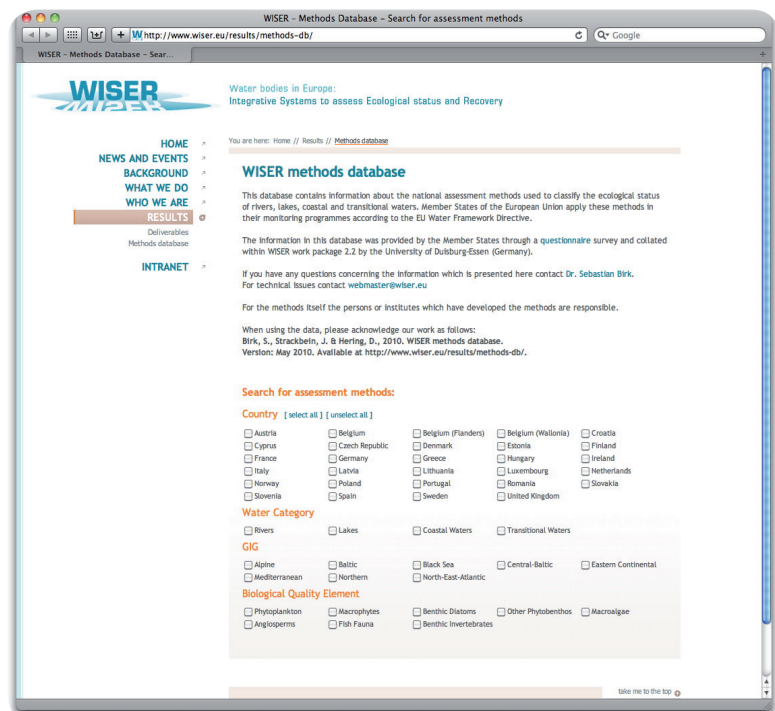 WISER – Methods Database – Search for assessment methods
http://www.wiser.eu/results/methods-db/
Google
WISER – Methods Database – Sear...
WISER
Water bodies in Europe:
Integrative Systems to assess Ecological status and Recovery
HOME
NEWS AND EVENTS
BACKGROUND
WHAT WE DO
WHO WE ARE
RESULTS
Deliverables
Methods database
INTRANET
You are here: Home // Results // Methods database
WISER methods database
This database contains information about the national assessment methods used to classify the ecological status
of rivers, lakes, coastal and transitional waters. Member States of the European Union apply these methods in
their monitoring programmes according to the EU Water Framework Directive.
The information in this database was provided by the Member States through a questionnaire survey and collated
within WISER work package 2.2 by the University of Duisburg-Essen (Germany).
If you have any questions concerning the information which is presented here contact Dr. Sebastian Birk.
For technical issues contact webmaster@wiser.eu
For the methods itself the persons or institutes which have developed the methods are responsible.
When using the data, please acknowledge our work as follows:
Birk, S., Strackbein, J. & Hering, D., 2010. WISER methods database.
Version: May 2010. Available at http://www.wiser.eu/results/methods-db/.
Search for assessment methods:
Country [ select all ] [ unselect all ]
Austria Belgium Belgium (Flanders) Belgium (Wallonia) Croatia
Cyprus Czech Republic Denmark Estonia Finland
France Germany Greece Hungary Ireland
Italy Latvia Lithuania Luxembourg Netherlands
Norway Poland Portugal Romania Slovakia
Slovenia Spain Sweden United Kingdom
Water Category
Rivers Lakes Coastal Waters Transitional Waters
GIG
Alpine Baltic Black Sea Central-Baltic Eastern Continental
Mediterranean Northern North-East-Atlantic
Biological Quality Element
Phytoplankton Macrophytes Benthic Diatoms Other Phytobenthos Macroalgae
Angiosperms Fish Fauna Benthic Invertebrates
take me to the top